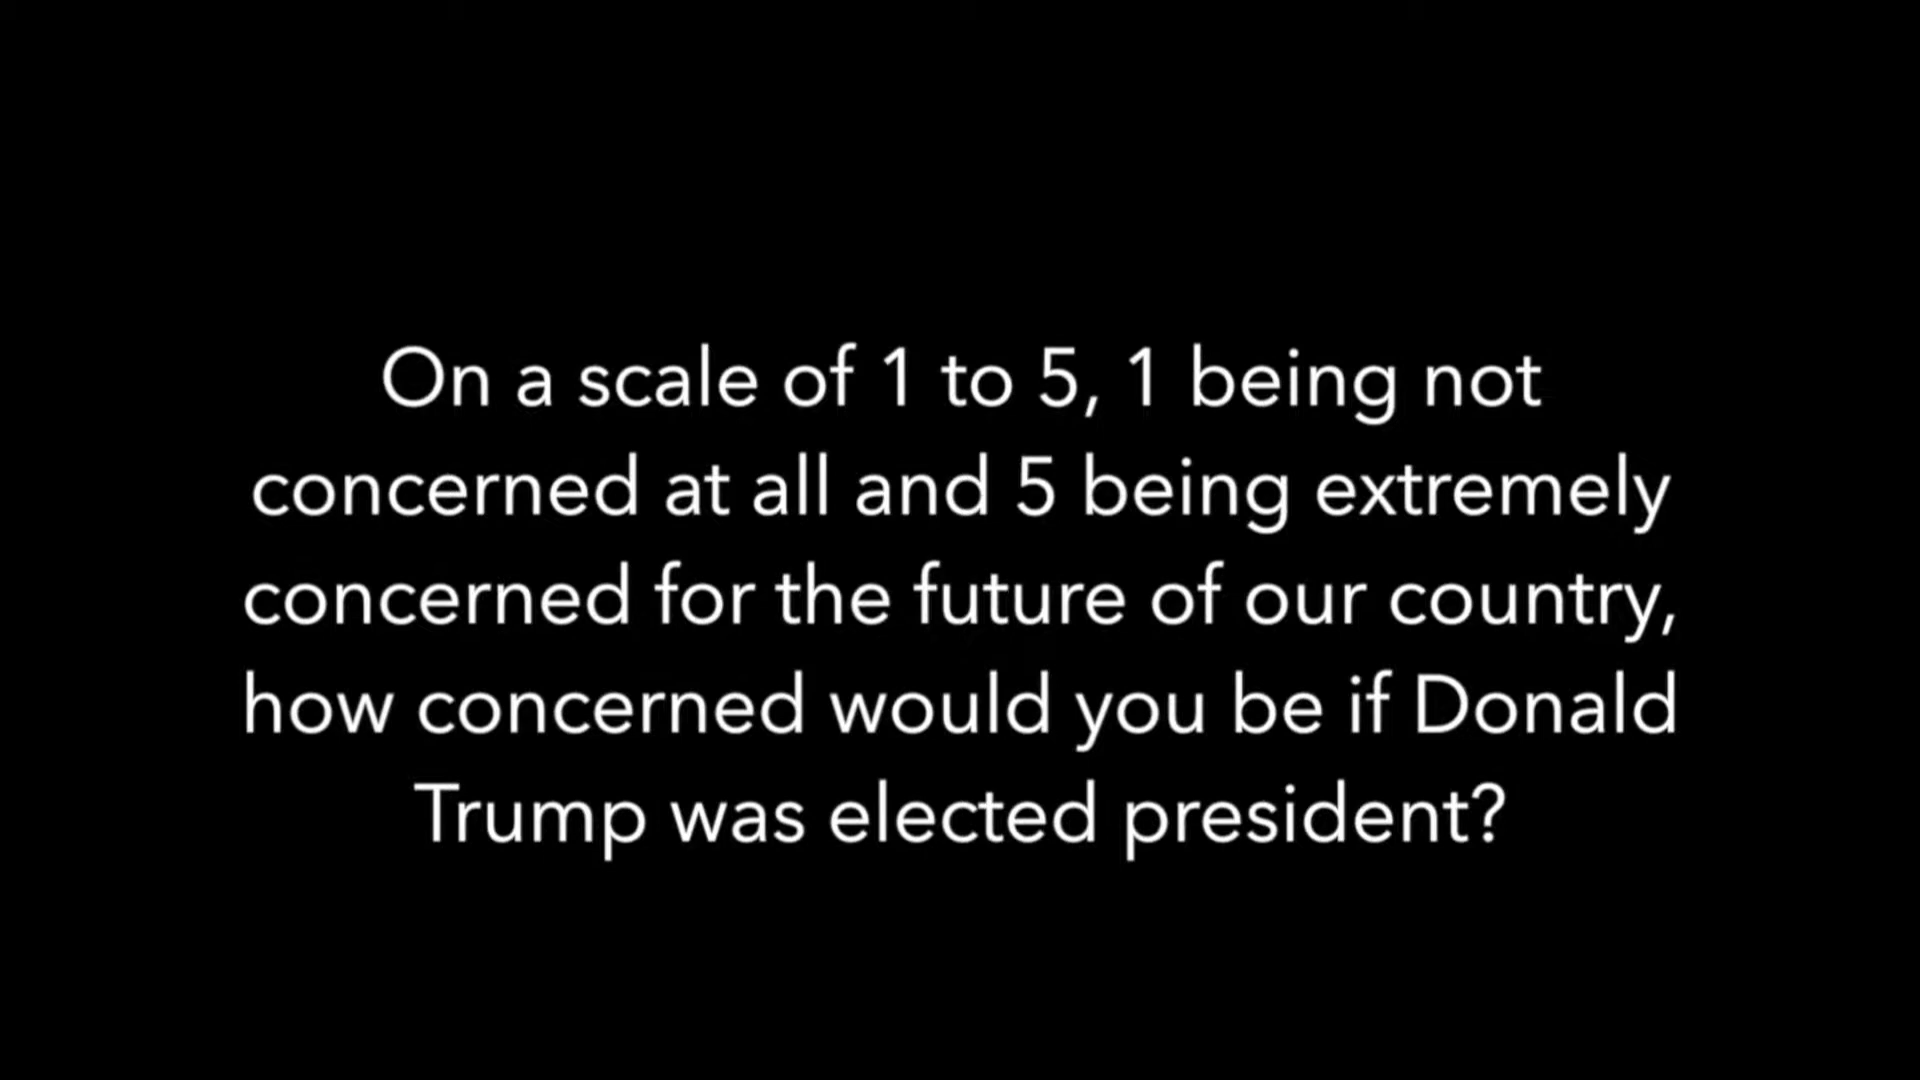 On a scale of 1 to 5, 1 being not
concerned at all and 5 being extremely
concerned for the future of our country,
how concerned would you be if Donald
Trump was elected president?